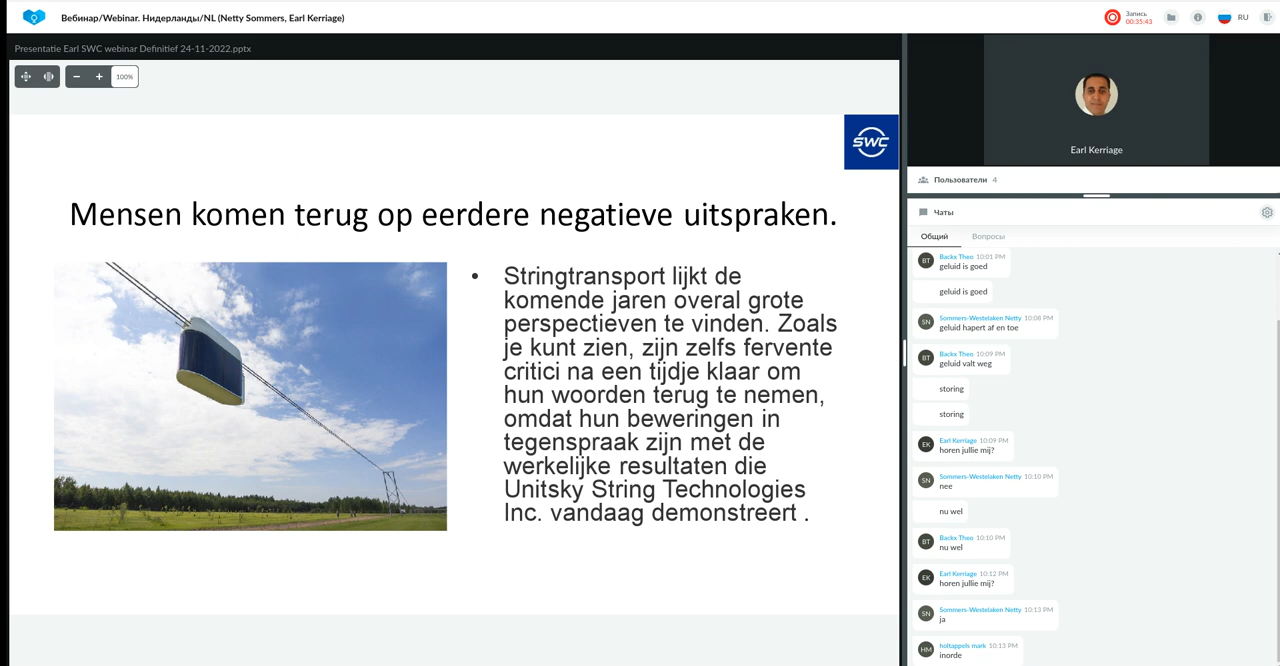 Вебинар/Webinar. Нидерланды/NL (Netty Sommers, Earl Kerriage)
Запись
00:35:43
RU
Presentatie Earl SWC webinar Definitief 24-11-2022.pptx
100%
SWC
Mensen komen terug op eerdere negatieve uitspraken.
• Stringtransport lijkt de
komende jaren overal grote
perspectieven te vinden. Zoals
je kunt zien, zijn zelfs fervente
critici na een tijdje klaar om
hun woorden terug te nemen,
omdat hun beweringen in
tegenspraak zijn met de
werkelijke resultaten die
Unitsky String Technologies
Inc. vandaag demonstreert .
Earl Kerriage
Пользователи 4
Чаты
Общий Вопросы
BT Backx Theo 10:01 PM
geluid is goed
geluid is goed
SN Sommers-Westelaken Netty 10:08 PM
geluid hapert af en toe
BT Backx Theo 10:09 PM
geluid valt weg
storing
storing
EK Earl Kerriage 10:09 PM
horen jullie mij?
SN Sommers-Westelaken Netty 10:10 PM
nee
nu wel
BT Backx Theo 10:10 PM
nu wel
EK Earl Kerriage 10:12 PM
horen jullie mij?
SN Sommers-Westelaken Netty 10:13 PM
ja
HM holtappels mark 10:13 PM
inorde